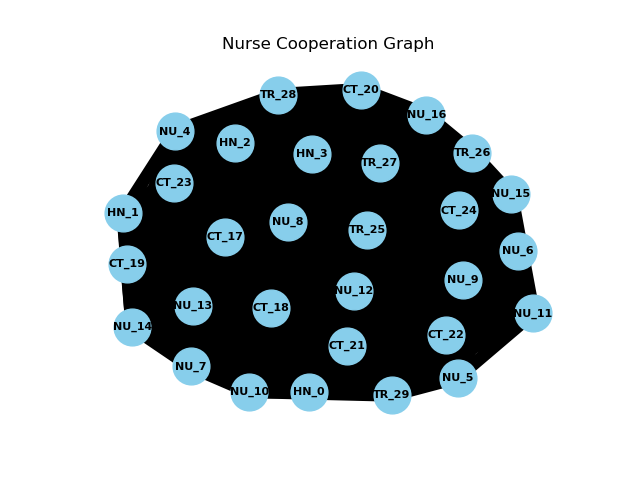 Nurse Cooperation Graph
CT_20
TR_28
NU_16
NU_4
HN_2
HN_3
TR_26
TR_27
CT_23
NU_15
CT_24
HN_1
NU_8
TR_25
CT_17
NU_6
CT_19
NU_9
NU_12
NU_13
CT_18
NU_11
NU_14
CT_22
CT_21
NU_7
NU_5
NU_10
HN_0
TR_29